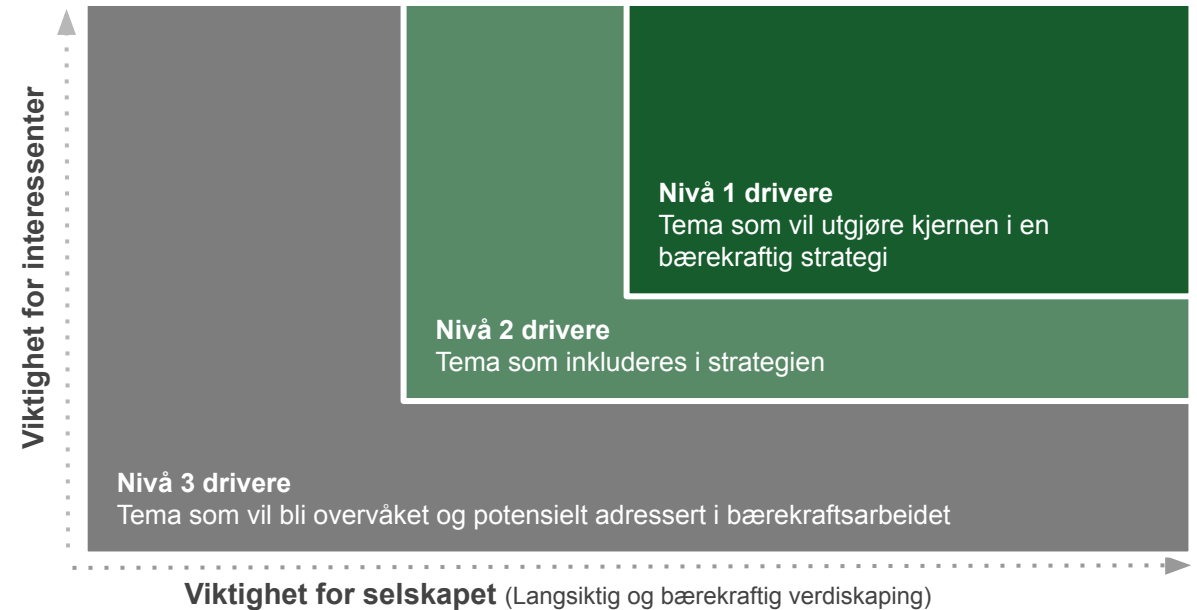 Viktighet for interessenter
Nivå 1 drivere
Tema som vil utgjøre kjernen i en
bærekraftig strategi
Nivå 2 drivere
Tema som inkluderes i strategien
Nivå 3 drivere
Tema som vil bli overvåket og potensielt adressert i bærekraftsarbeidet
Viktighet for selskapet (Langsiktig og bærekraftig verdiskaping)